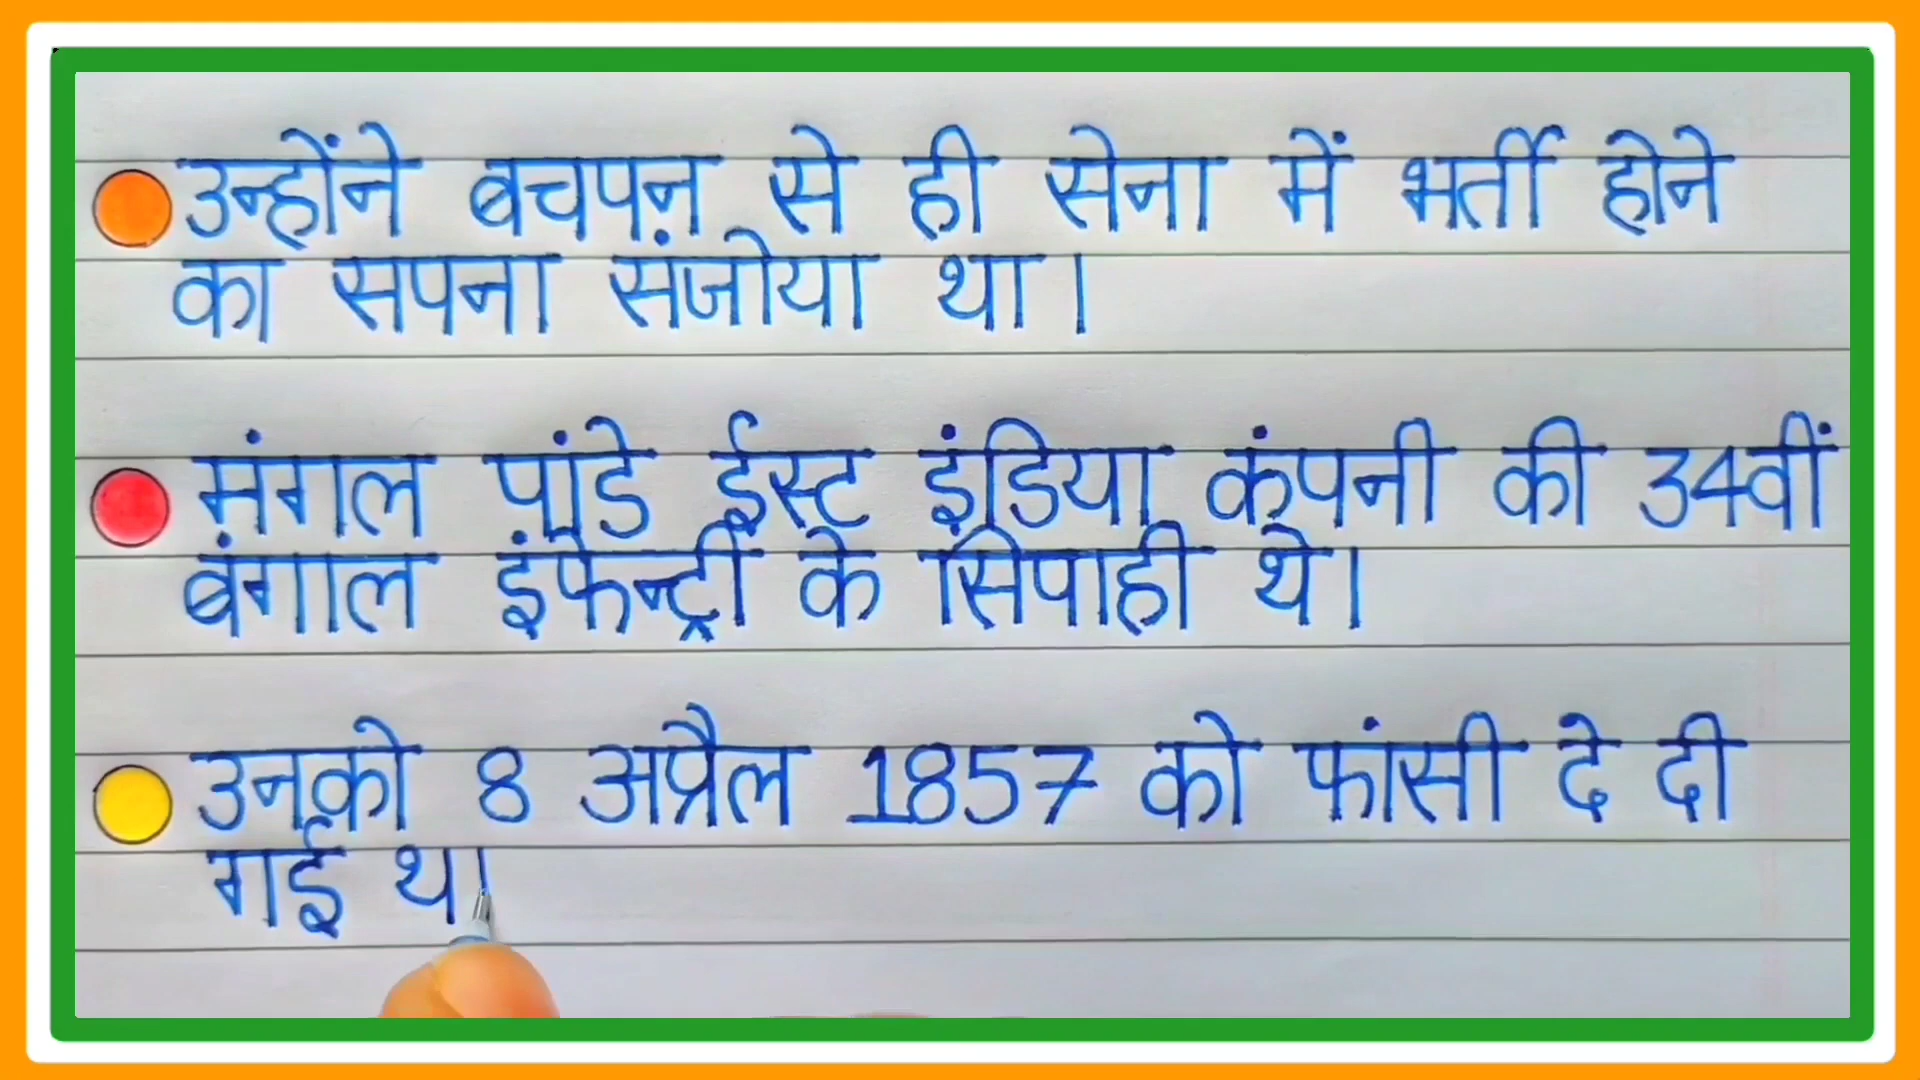 उन्होंने बचपन से ही सेना में भर्ती होने
का सपना संजोया था।
मंगल पांडे ईस्ट इंडिया कंपनी की 34वीं
बंगाल इंफेन्ट्री के सिपाही थे।
उनको 8 अप्रैल 1857 को फांसी दे दी
गई था